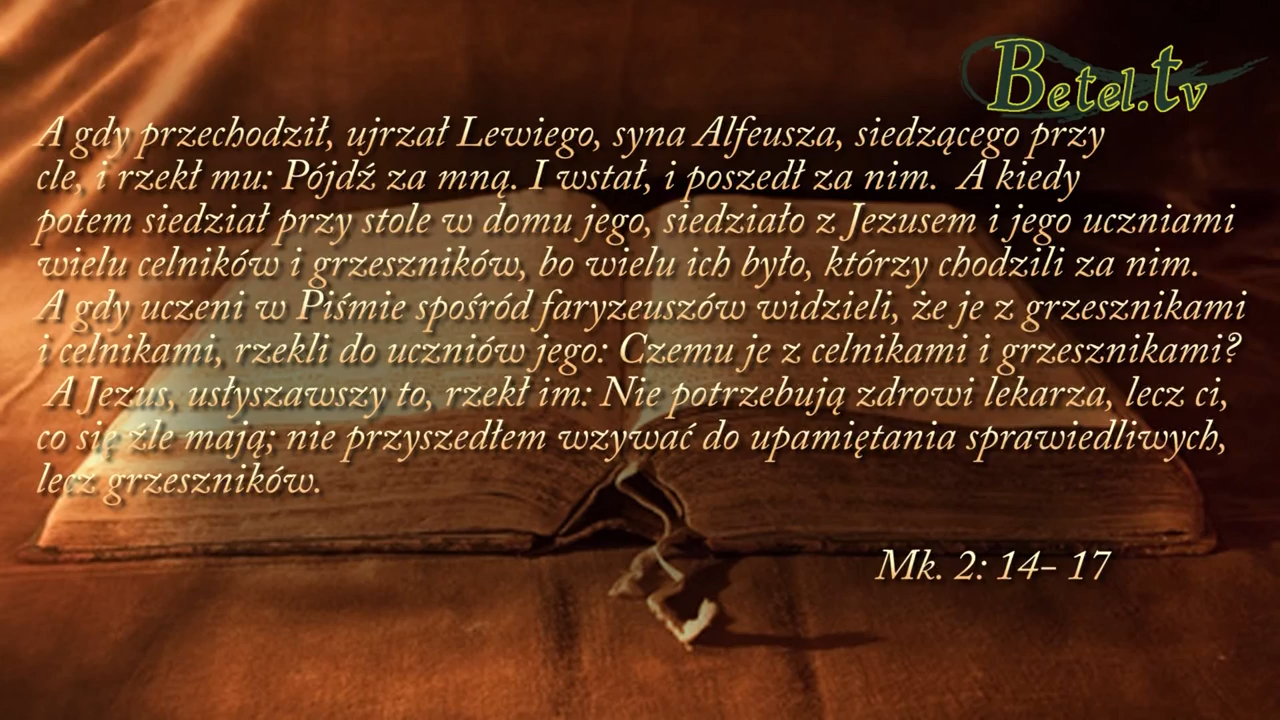 Betel.tv
A gdy przechodził, ujrzał Lewiego, syna Alfeusza, siedzącego przy
cle, i rzekł mu: Pójdź za mną. I wstał, i poszedł za nim. A kiedy
potem siedział przy stole w domu jego, siedziało z Jezusem i jego uczniami
wielu celników i grzeszników, bo wielu ich było, którzy chodzili za nim.
A gdy uczeni w Piśmie spośród faryzeuszów widzieli, że je z grzesznikami
i celnikami, rzekli do uczniów jego: Czemu je z celnikami i grzesznikami?
A Jezus, usłyszawszy to, rzekł im: Nie potrzebują zdrowi lekarza, lecz ci,
co się źle mają; nie przyszedłem wzywać do upamiętania sprawiedliwych,
lecz grzeszników.
Mk. 2: 14- 17